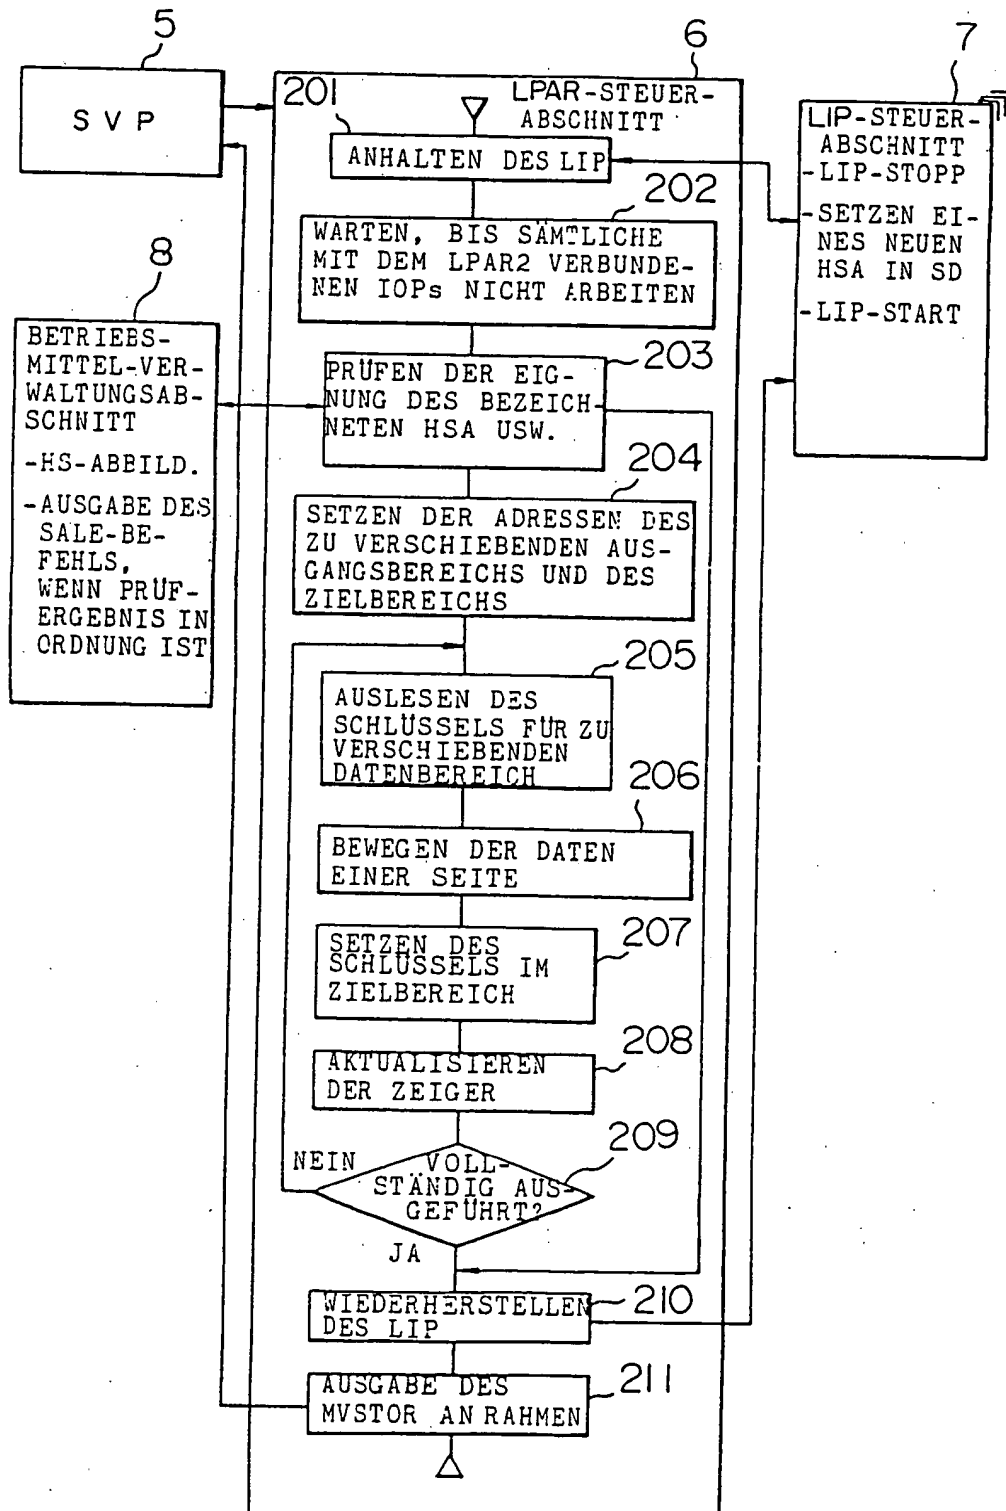 5
SVP
6
LPAR-STEUER-
ABSCHNITT
201
ANHALTEN DES LIP
202
WARTEN, BIS SÄMTLICHE
MIT DEM LPAR2 VERBUNDE-
NEN IOPs NICHT ARBEITEN
203
PRÜFEN DER EIG-
NUNG DES BEZEICH-
NETEN HSA USW.
204
SETZEN DER ADRESSEN DES
ZU VERSCHIEBENDEN AUS-
GANGSBEREICHS UND DES
ZIELBEREICHS
205
AUSLESEN DES
SCHLÜSSELS FÜR ZU
VERSCHIEBENDEN
DATENBEREICH
206
BEWEGEN DER DATEN
EINER SEITE
207
SETZEN DES
SCHLÜSSELS IM
ZIELBEREICH
208
AKTUALISIEREN
DER ZEIGER
209
NEIN
VOLL-
STÄNDIG AUS-
GEFÜHRT?
JA
210
WIEDERHERSTELLEN
DES LIP
211
AUSGABE DES
MVSTOR AN RAHMEN
7
LIP-STEUER-
ABSCHNITT
-LIP-STOPP
-SETZEN EI-
NES NEUEN
HSA IN SD
-LIP-START
8
BETRIEBS-
MITTEL-VER-
WALTUNGSAB-
SCHNITT
-HS-ABBILD.
-AUSGABE DES
SALE-BE-
FEHLS,
WENN PRÜF-
ERGEBNIS IN
ORDNUNG IST